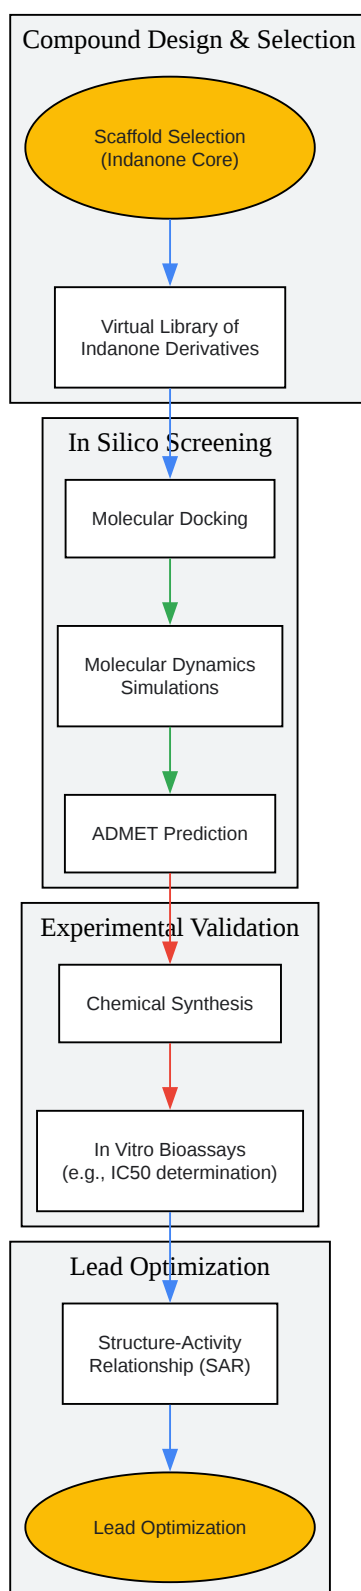 Compound Design & Selection
Scaffold Selection
(Indanone Core)
Virtual Library of
Indanone Derivatives
In Silico Screening
Molecular Docking
Molecular Dynamics
Simulations
ADMET Prediction
Experimental Validation
Chemical Synthesis
In Vitro Bioassays
(e.g., IC50 determination)
Lead Optimization
Structure-Activity
Relationship (SAR)
Lead Optimization